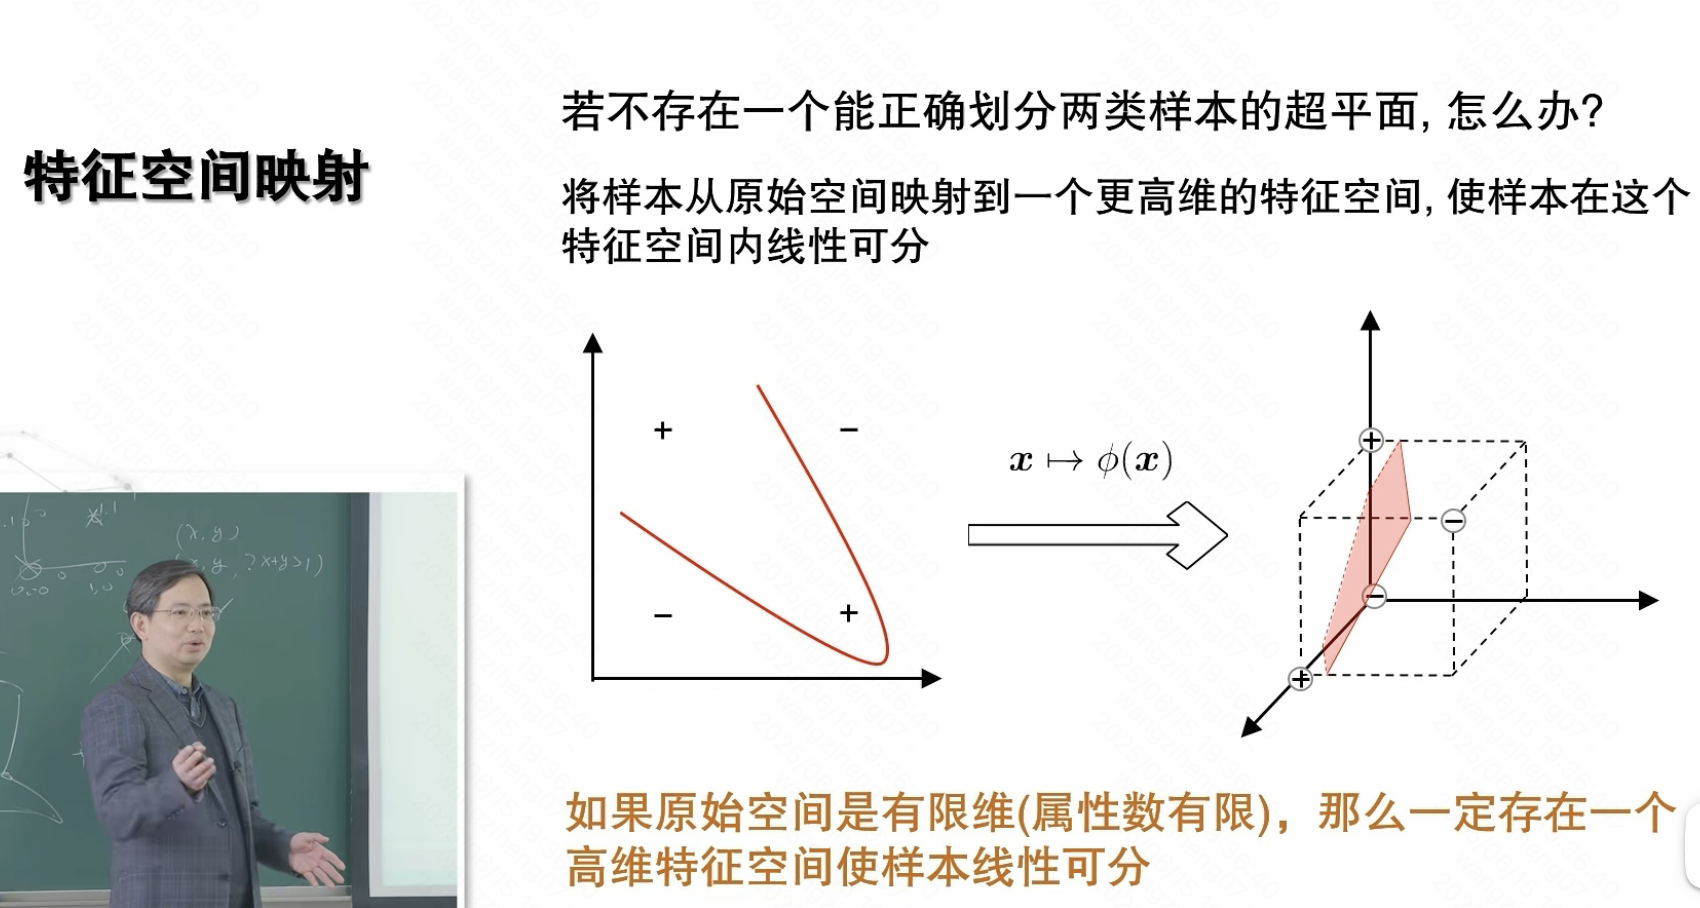 特征空间映射
若不存在一个能正确划分两类样本的超平面, 怎么办?
将样本从原始空间映射到一个更高维的特征空间, 使样本在这个
特征空间内线性可分
+ −
− +
x ↦ ϕ(x)
+
−
−
+
如果原始空间是有限维(属性数有限)，那么一定存在一个
高维特征空间使样本线性可分
(x, y)
x, y, ? x+y>1)
0,0
1,0